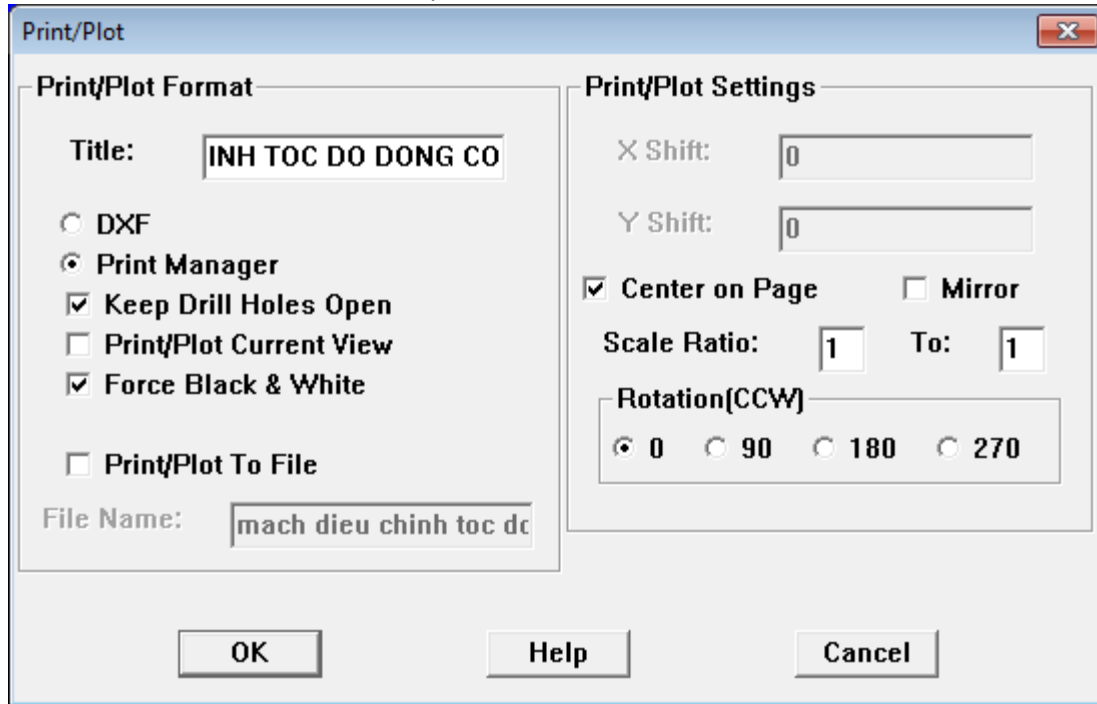 Print/Plot
Print/Plot Format
Title: INH TOC DO DONG CO
DXF
Print Manager
Keep Drill Holes Open
Print/Plot Current View
Force Black & White
Print/Plot To File
File Name: mach dieu chinh toc
Print/Plot Settings
X Shift: 0
Y Shift: 0
Center on Page Mirror
Scale Ratio: 1 To: 1
Rotation(CCW)
0 90 180 270
OK Help Cancel